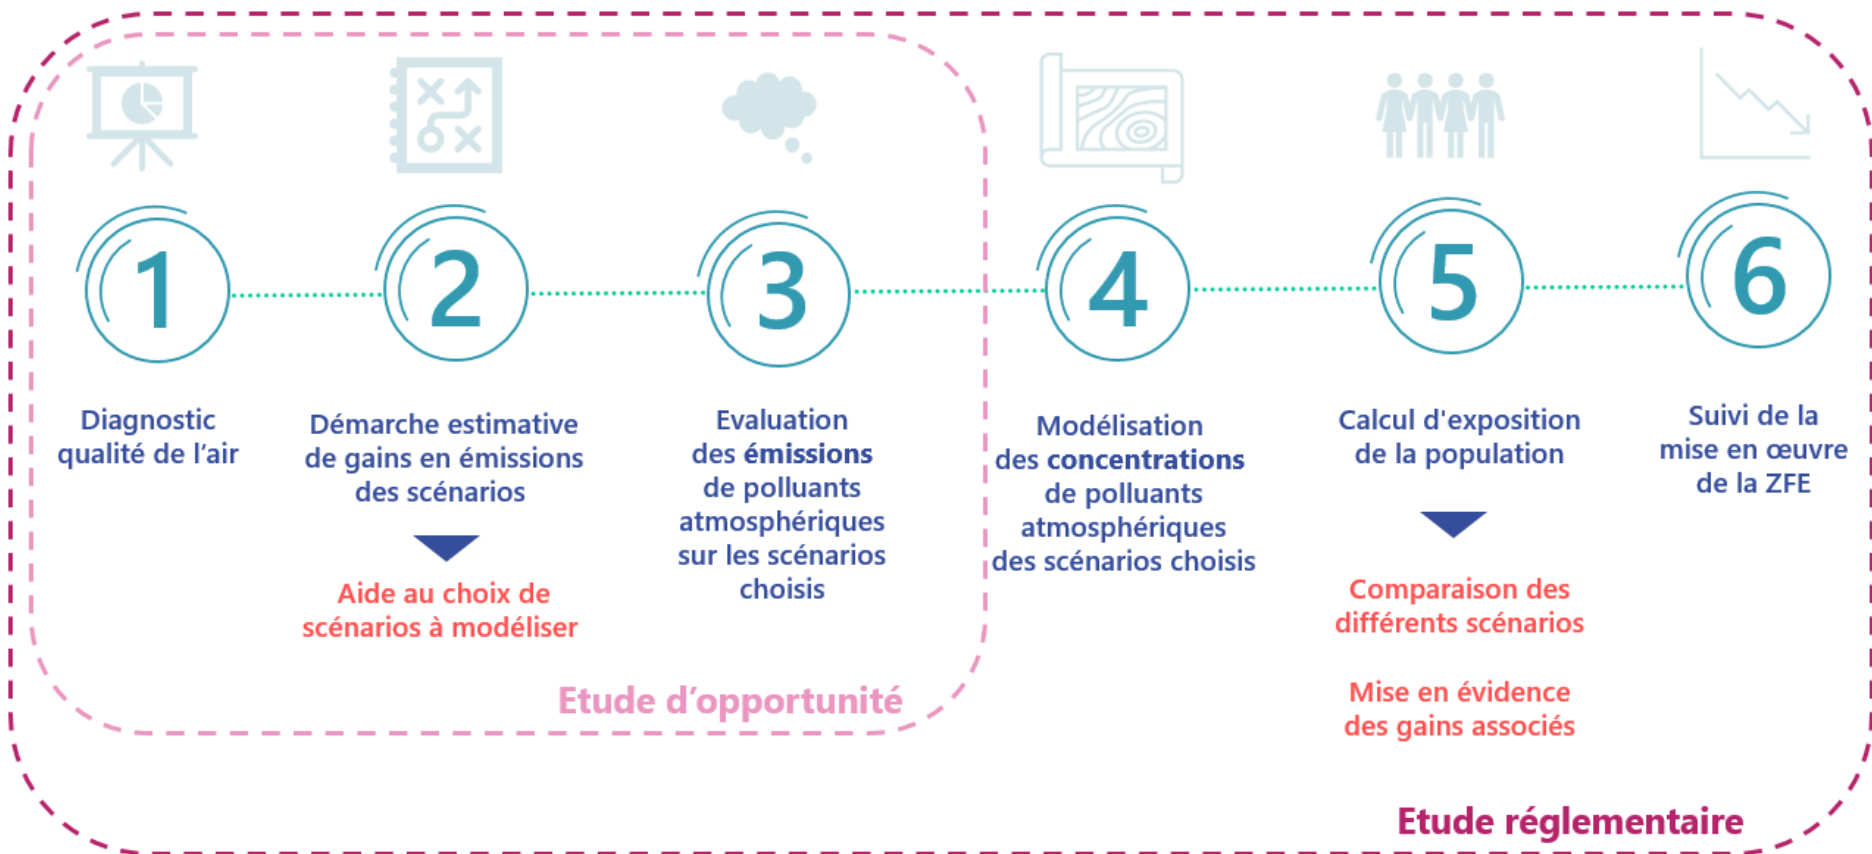 1
Diagnostic
qualité de l'air
2
Démarche estimative
de gains en émissions
des scénarios
Aide au choix de
scénarios à modéliser
3
Evaluation
des émissions
de polluants
atmosphériques
sur les scénarios
choisis
Etude d'opportunité
4
Modélisation
des concentrations
de polluants
atmosphériques
des scénarios choisis
5
Calcul d'exposition
de la population
Comparaison des
différents scénarios
Mise en évidence
des gains associés
6
Suivi de la
mise en œuvre
de la ZFE
Etude réglementaire